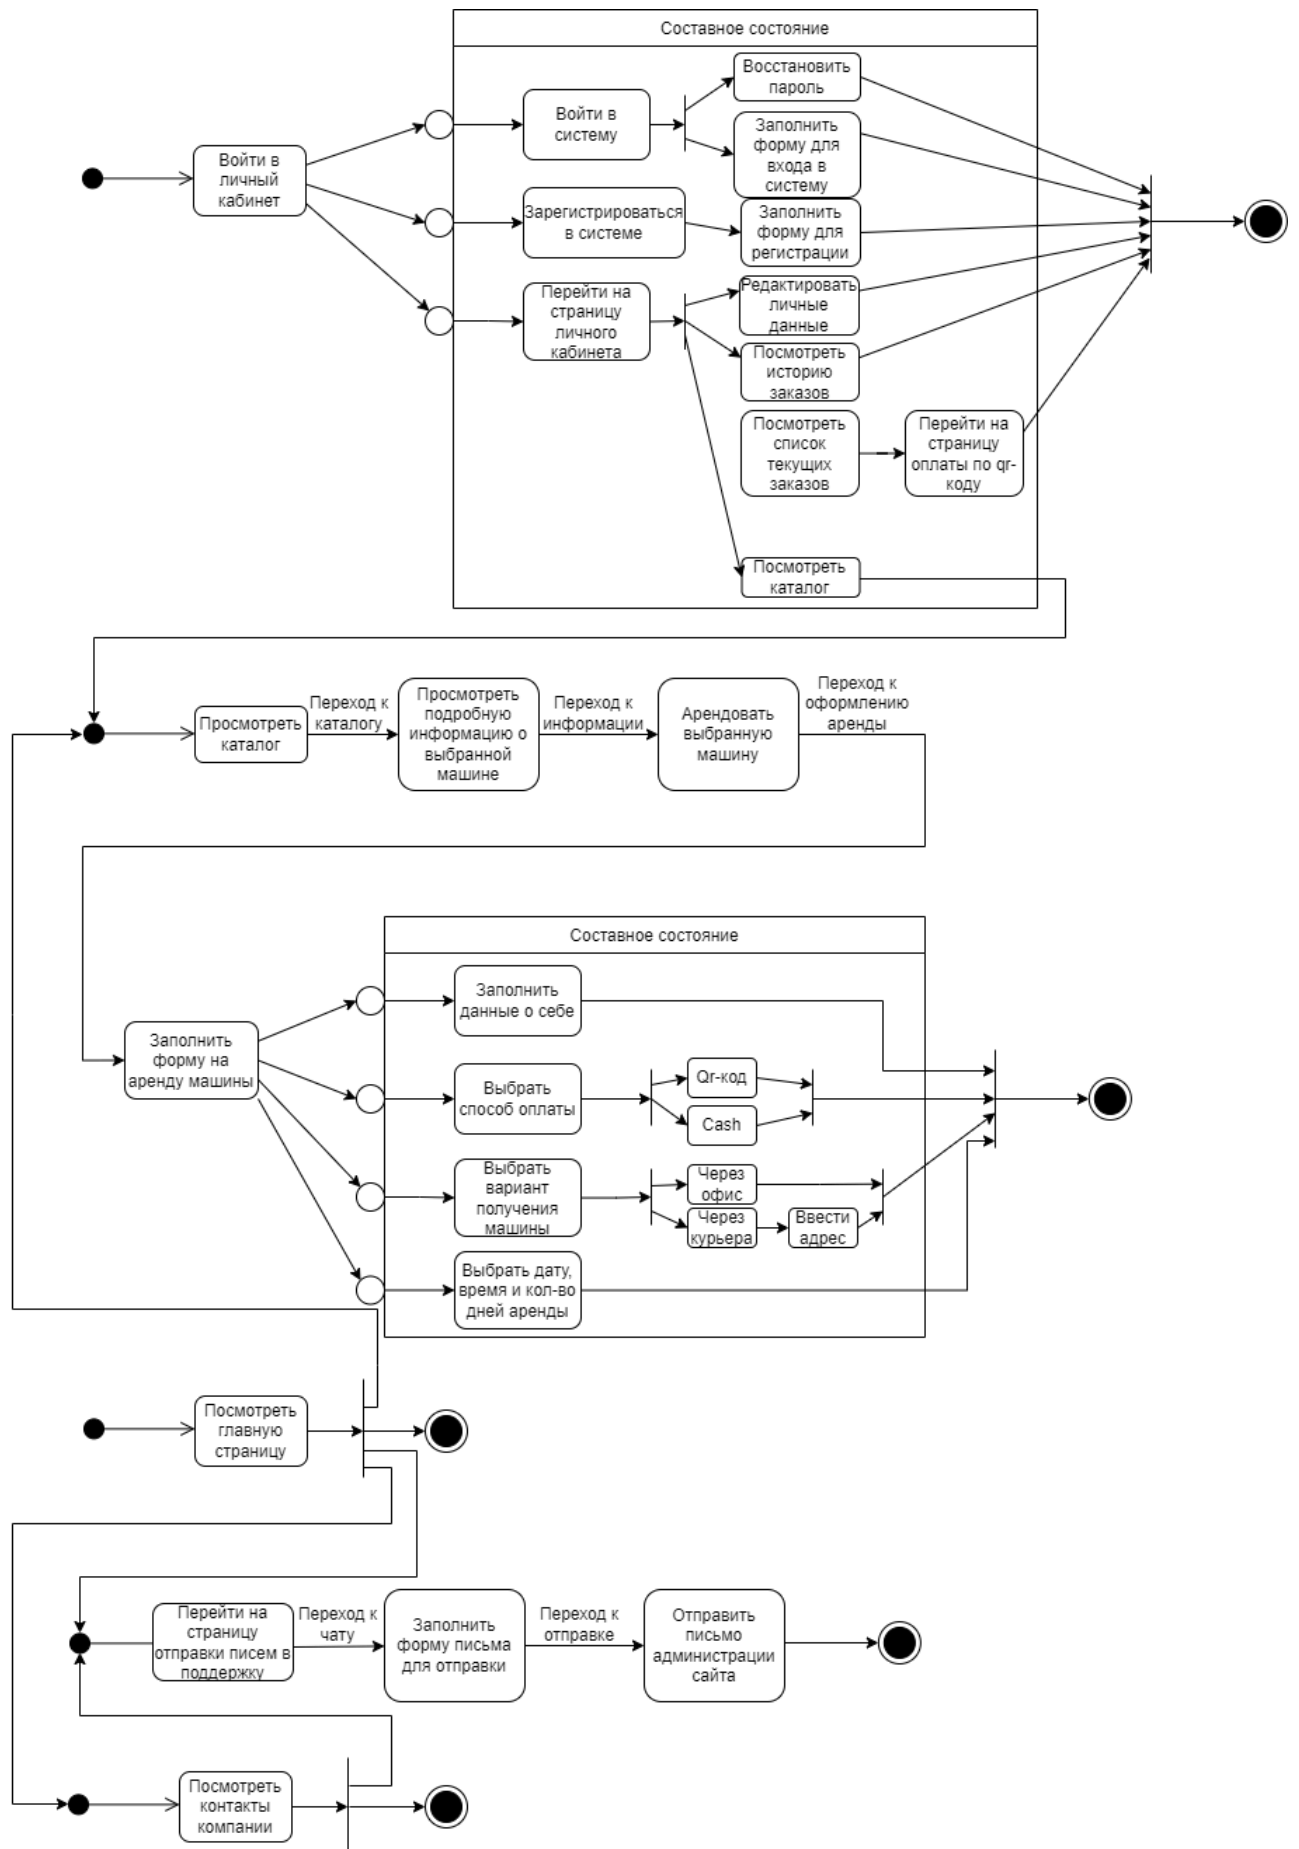 Составное состояние
Восстановить
пароль
Войти в
систему
Заполнить
форму для
входа в
систему
Войти в
личный
кабинет
Зарегистрироваться
в системе
Заполнить
форму для
регистрации
Перейти на
страницу
личного
кабинета
Редактировать
личные
данные
Посмотреть
историю
заказов
Посмотреть
список
текущих
заказов
Перейти на
страницу
оплаты по qr-
коду
Посмотреть
каталог
Просмотреть
каталог
Переход к
каталогу
Просмотреть
подробную
информацию о
выбранной
машине
Переход к
информации
Арендовать
выбранную
машину
Переход к
оформлению
аренды
Составное состояние
Заполнить
данные о себе
Заполнить
форму на
аренду машины
Выбрать
способ оплаты
Qr-код
Cash
Выбрать
вариант
получения
машины
Через
офис
Через
курьера
Ввести
адрес
Выбрать дату,
время и кол-во
дней аренды
Посмотреть
главную
страницу
Перейти на
страницу
отправки писем в
поддержку
Переход к
чату
Заполнить
форму письма
для отправки
Переход к
отправке
Отправить
письмо
администрации
сайта
Посмотреть
контакты
компании